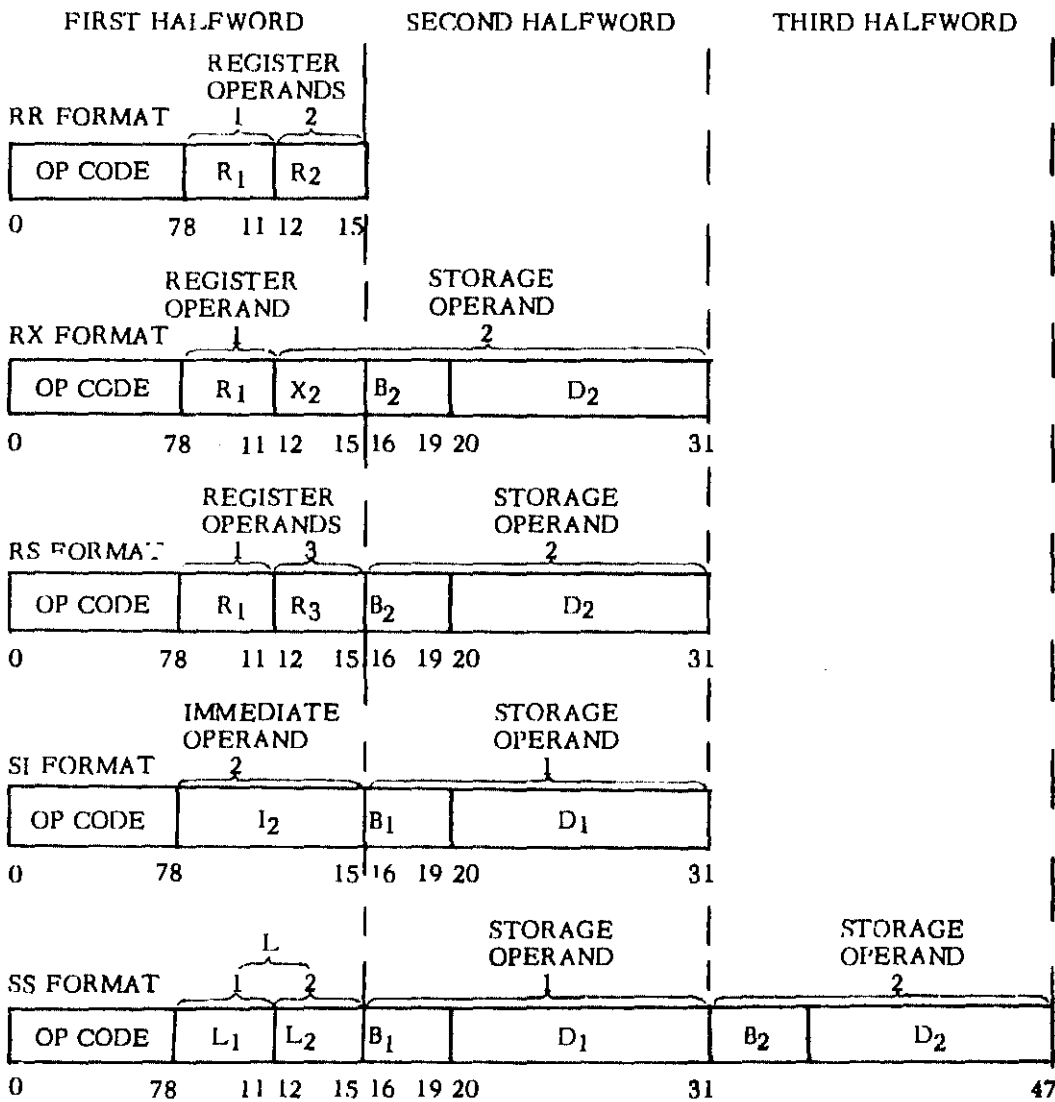 FIRST HALFWORD SECOND HALFWORD THIRD HALFWORD
REGISTER
OPERANDS
RR FORMAT 1 2
OP CODE R1 R2
0 78 11 12 15
REGISTER STORAGE
OPERAND OPERAND
RX FORMAT 1 2
OP CODE R1 X2 B2 D2
0 78 11 12 15 16 19 20 31
REGISTER STORAGE
OPERANDS OPERAND
RS FORMAT 1 3 2
OP CODE R1 R3 B2 D2
0 78 11 12 15 16 19 20 31
IMMEDIATE STORAGE
OPERAND OPERAND
SI FORMAT 2 1
OP CODE I2 B1 D1
0 78 15 16 19 20 31
L STORAGE STORAGE
OPERAND OPERAND
SS FORMAT 1 2 1 2
OP CODE L1 L2 B1 D1 B2 D2
0 78 11 12 15 16 19 20 31 47